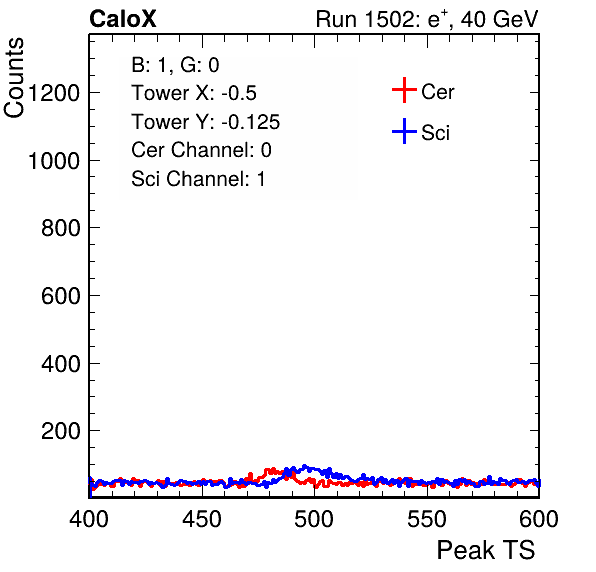 CaloX
Run 1502: e+, 40 GeV
Counts
B: 1, G: 0
Tower X: -0.5
Tower Y: -0.125
Cer Channel: 0
Sci Channel: 1
Cer
Sci
1200
1000
800
600
400
200
400 450 500 550 600
Peak TS